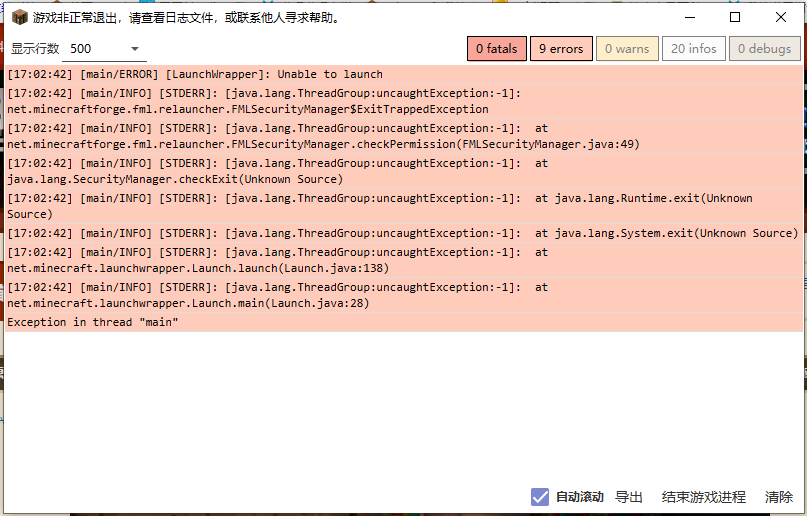 游戏非正常退出，请查看日志文件，或联系他人寻求帮助。
显示行数 500 0 fatals 9 errors 0 warns 20 infos 0 debugs
[17:02:42] [main/ERROR] [LaunchWrapper]: Unable to launch
[17:02:42] [main/INFO] [STDERR]: [java.lang.ThreadGroup:uncaughtException:-1]:
net.minecraftforge.fml.relauncher.FMLSecurityManager$ExitTrappedException
[17:02:42] [main/INFO] [STDERR]: [java.lang.ThreadGroup:uncaughtException:-1]: at
net.minecraftforge.fml.relauncher.FMLSecurityManager.checkPermission(FMLSecurityManager.java:49)
[17:02:42] [main/INFO] [STDERR]: [java.lang.ThreadGroup:uncaughtException:-1]: at
java.lang.SecurityManager.checkExit(Unknown Source)
[17:02:42] [main/INFO] [STDERR]: [java.lang.ThreadGroup:uncaughtException:-1]: at java.lang.Runtime.exit(Unknown
Source)
[17:02:42] [main/INFO] [STDERR]: [java.lang.ThreadGroup:uncaughtException:-1]: at java.lang.System.exit(Unknown Source)
[17:02:42] [main/INFO] [STDERR]: [java.lang.ThreadGroup:uncaughtException:-1]: at
net.minecraft.launchwrapper.Launch.launch(Launch.java:138)
[17:02:42] [main/INFO] [STDERR]: [java.lang.ThreadGroup:uncaughtException:-1]: at
net.minecraft.launchwrapper.Launch.main(Launch.java:28)
Exception in thread "main"
自动滚动 导出 结束游戏进程 清除